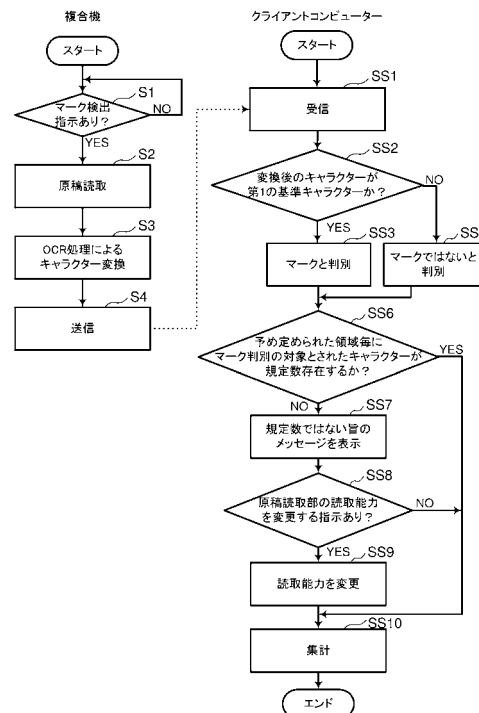 複合機
スタート
S1
マーク検出
指示あり？
NO
YES
S2
原稿読取
S3
OCR処理による
キャラクター変換
S4
送信
クライアントコンピューター
スタート
SS1
受信
SS2
変換後のキャラクターが
第1の基準キャラクターか？
NO
YES
SS3
マークと判別
SS
マークではないと
判別
SS6
予め定められた領域毎に
マーク判別の対象とされたキャラクターが
規定数存在するか？
YES
NO
SS7
規定数ではない旨の
メッセージを表示
SS8
原稿読取部の読取能力
を変更する指示あり？
NO
YES
SS9
読取能力を変更
SS10
集計
エンド